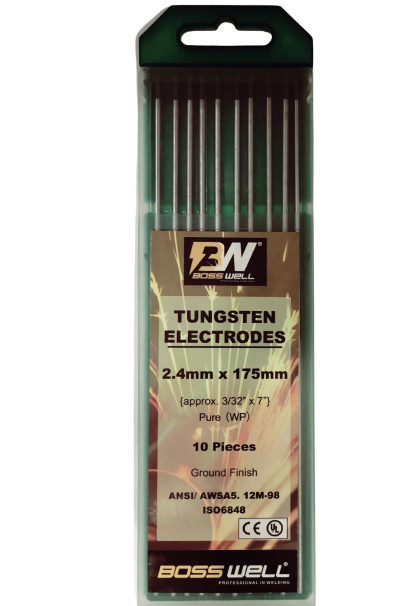 BW®
BOSS WELL
TUNGSTEN
ELECTRODES
2.4mm x 175mm
{approx. 3/32" x 7"}
Pure (WP)
10 Pieces
Ground Finish
ANSI/ AWSA5. 12M-98
ISO6848
CE UL
BOSS WELL
PROFESSIONAL IN WELDING